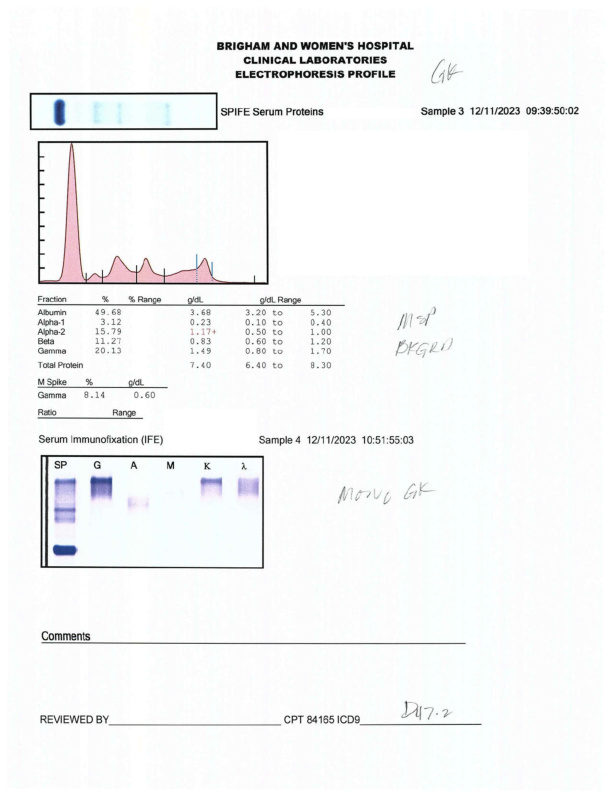 BRIGHAM AND WOMEN'S HOSPITAL
CLINICAL LABORATORIES
ELECTROPHORESIS PROFILE
GK
SPIFE Serum Proteins Sample 3 12/11/2023 09:39:50:02
Fraction % % Range g/dL g/dL Range
Albumin 49.68 3.68 3.20 to 5.30
Alpha-1 3.12 0.23 0.10 to 0.40
Alpha-2 15.79 1.17+ 0.50 to 1.00
Beta 11.27 0.83 0.60 to 1.20
Gamma 20.13 1.49 0.80 to 1.70
Total Protein 7.40 6.40 to 8.30
MSP
BKGRD
M Spike % g/dL
Gamma 8.14 0.60
Ratio Range
Serum Immunofixation (IFE) Sample 4 12/11/2023 10:51:55:03
SP G A M K λ
MONO GK
Comments
REVIEWED BY CPT 84165 ICD9 D47.2